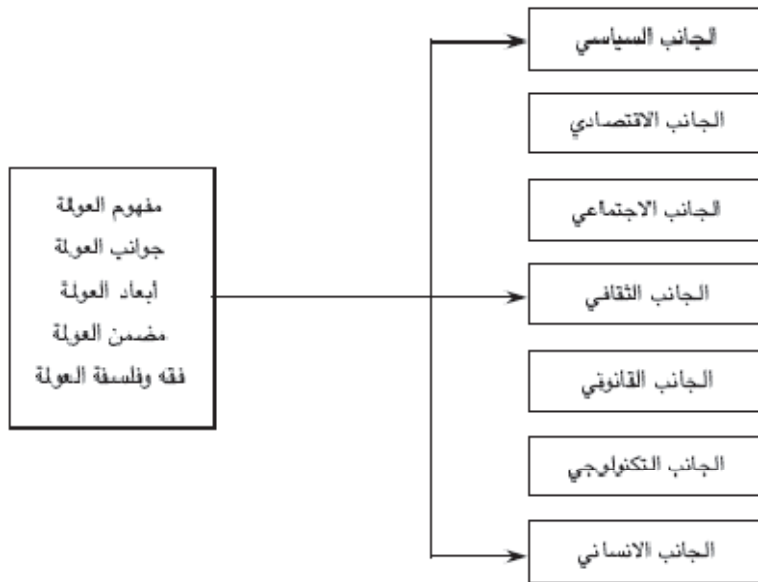 الجانب السياسي
الجانب الاقتصادي
الجانب الاجتماعي
الجانب الثقافي
الجانب القانوني
الجانب التكنولوجي
الجانب الانساني
مفهوم العولمة
جوانب العولمة
أبعاد العولمة
مضمن العولمة
فقه وفلسفة العولمة